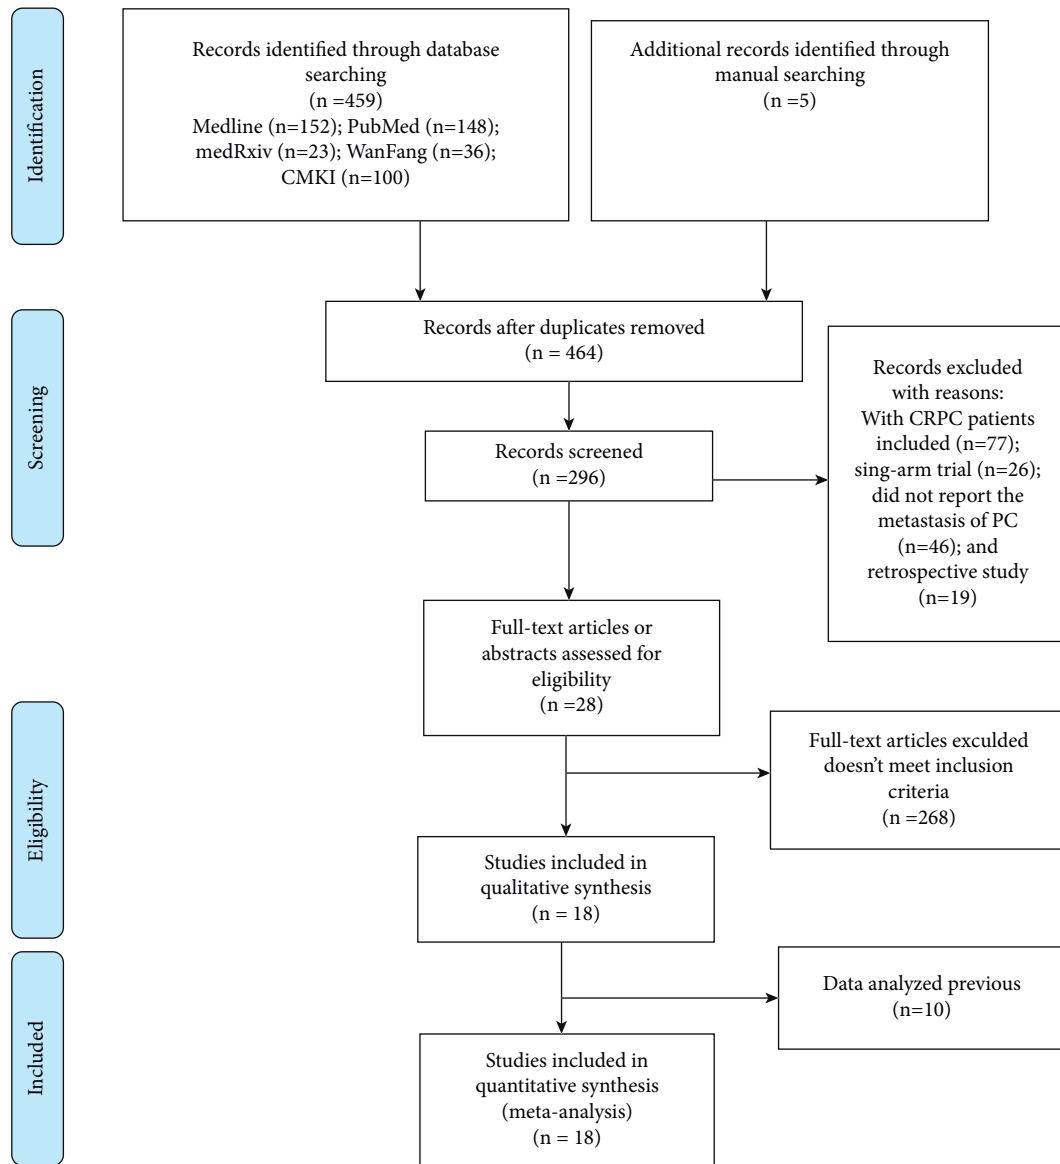 Identification
Records identified through database
searching
(n =459)
Medline (n=152); PubMed (n=148);
medRxiv (n=23); WanFang (n=36);
CMKI (n=100)
Additional records identified through
manual searching
(n =5)
Screening
Records after duplicates removed
(n = 464)
Records screened
(n =296)
Records excluded
with reasons:
With CRPC patients
included (n=77);
sing-arm trial (n=26);
did not report the
metastasis of PC
(n=46); and
retrospective study
(n=19)
Full-text articles or
abstracts assessed for
eligibility
(n =28)
Eligibility
Full-text articles exculded
doesn't meet inclusion
criteria
(n =268)
Studies included in
qualitative synthesis
(n = 18)
Included
Data analyzed previous
(n=10)
Studies included in
quantitative synthesis
(meta-analysis)
(n = 18)